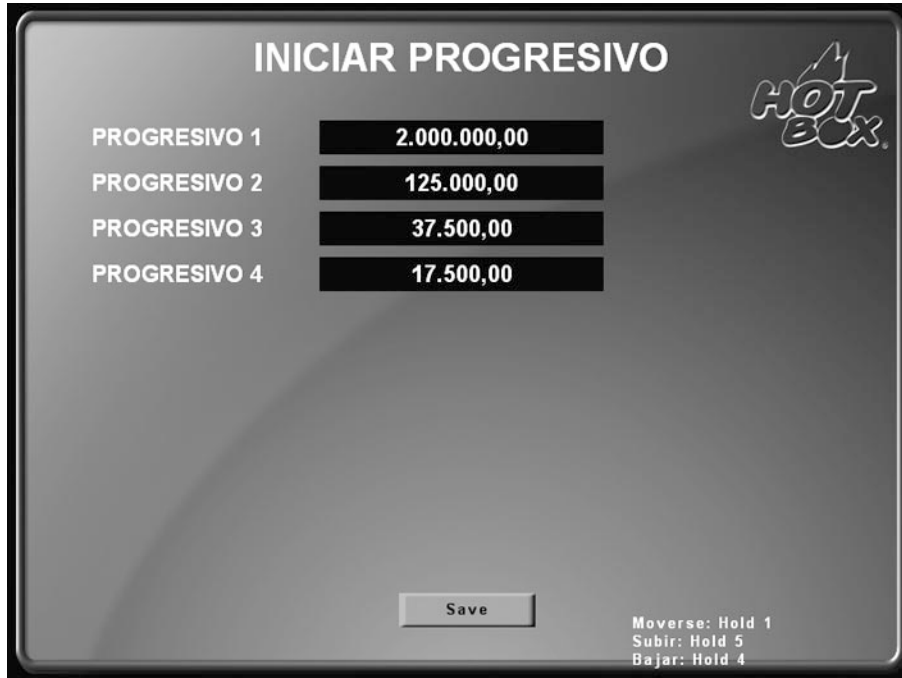 INICIAR PROGRESIVO
HOT
BOX®
PROGRESIVO 1 2.000.000,00
PROGRESIVO 2 125.000,00
PROGRESIVO 3 37.500,00
PROGRESIVO 4 17.500,00
Save
Moverse: Hold 1
Subir: Hold 5
Bajar: Hold 4